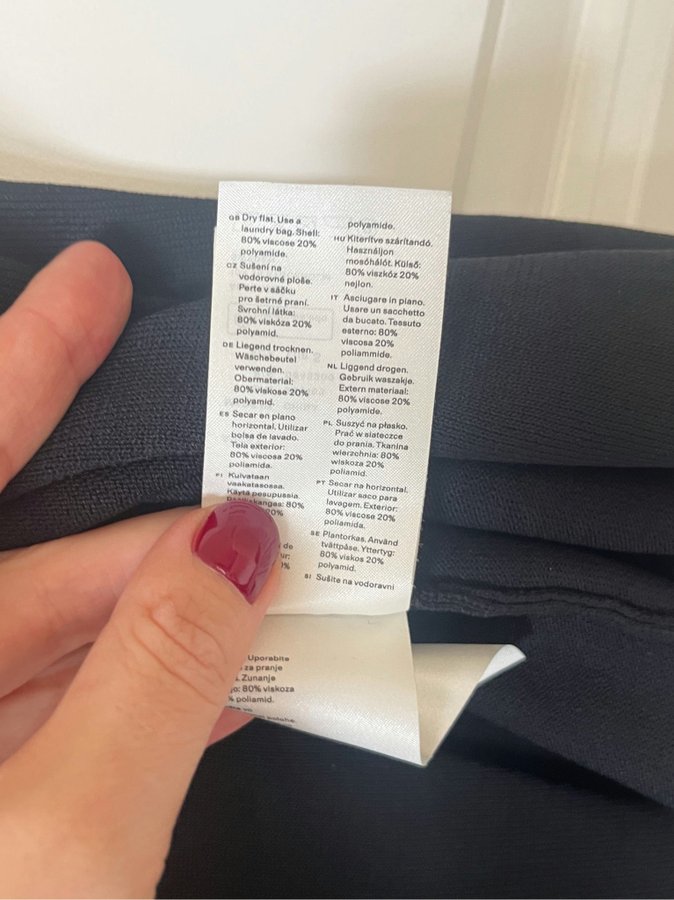 GB Dry flat. Use a
laundry bag. Shell:
80% viscose 20%
polyamide.
CZ Sušení na
vodorovné ploše.
Perte v sáčku
pro šetrné praní.
Svrchní látka:
80% viskóza 20%
polyamid.
DE Liegend trocknen.
Wäschebeutel
verwenden.
Obermaterial:
80% viskose 20%
polyamid.
ES Secar en plano
horizontal. Utilizar
bolsa de lavado.
Tela exterior:
80% viscosa 20%
poliamida.
FI Kuivataan
vaakatasossa.
Käytä pesupussia.
80%
20%
de
polyamide.
HU Kiterítve szárítandó.
Használjon
mosóhálót. Külső:
80% viszkóz 20%
nejlon.
IT Asciugare in piano.
Usare un sacchetto
da bucato. Tessuto
esterno: 80%
viscosa 20%
poliammide.
NL Liggend drogen.
Gebruik waszakje.
Extern materiaal:
80% viscose 20%
polyamide.
PL Suszyć na płasko.
Prać w siateczce
do prania. Tkanina
wierzchnia: 80%
wiskoza 20%
poliamid.
PT Secar na horizontal.
Utilizar saco para
lavagem. Exterior:
80% viscose 20%
poliamida.
SE Plantorkas. Använd
tvättpåse. Yttertyg:
80% viskos 20%
polyamid.
SI Sušite na vodoravni
Uporabite
za pranje
Zunanje
80% viskoza
% poliamid.